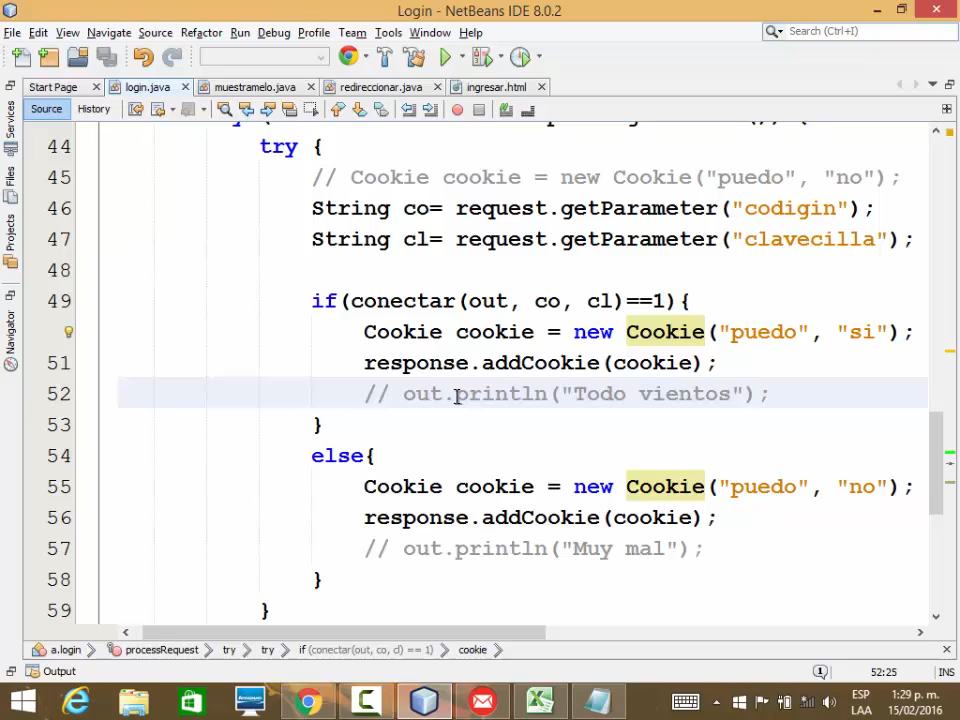 Login - NetBeans IDE 8.0.2
File Edit View Navigate Source Refactor Run Debug Profile Team Tools Window Help
Search (Ctrl+I)
Start Page login.java muestramelo.java redireccionar.java ingresar.html
Source History
Services
Files
Projects
Navigator
44 try {
45 // Cookie cookie = new Cookie("puedo", "no");
46 String co= request.getParameter("codigin");
47 String cl= request.getParameter("clavecilla");
48
49 if(conectar(out, co, cl)==1){
Cookie cookie = new Cookie("puedo", "si");
51 response.addCookie(cookie);
52 // out.println("Todo vientos");
53 }
54 else{
55 Cookie cookie = new Cookie("puedo", "no");
56 response.addCookie(cookie);
57 // out.println("Muy mal");
58 }
59 }
a.login processRequest try try if (conectar(out, co, cl) == 1) cookie
Output
1
52:25 INS
ESP 1:29 p. m.
LAA 15/02/2016